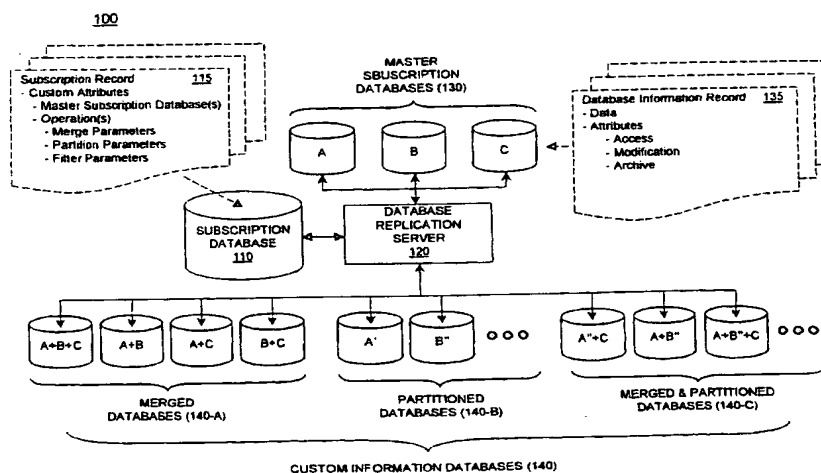 100
Subscription Record 115
- Custom Attributes
- Master Subscription Database(s)
- Operation(s)
- Merge Parameters
- Partition Parameters
- Filter Parameters
MASTER
SBUSCRIPTION
DATABASES (130)
A
B
C
Database Information Record 135
- Data
- Attributes
- Access
- Modification
- Archive
SUBSCRIPTION
DATABASE
110
DATABASE
REPLICATION
SERVER
120
A+B+C
A+B
A+C
B+C
A'
B"
A"+C
A+B"
A+B"+C
MERGED
DATABASES (140-A)
PARTITIONED
DATABASES (140-B)
MERGED & PARTITIONED
DATABASES (140-C)
CUSTOM INFORMATION DATABASES (140)